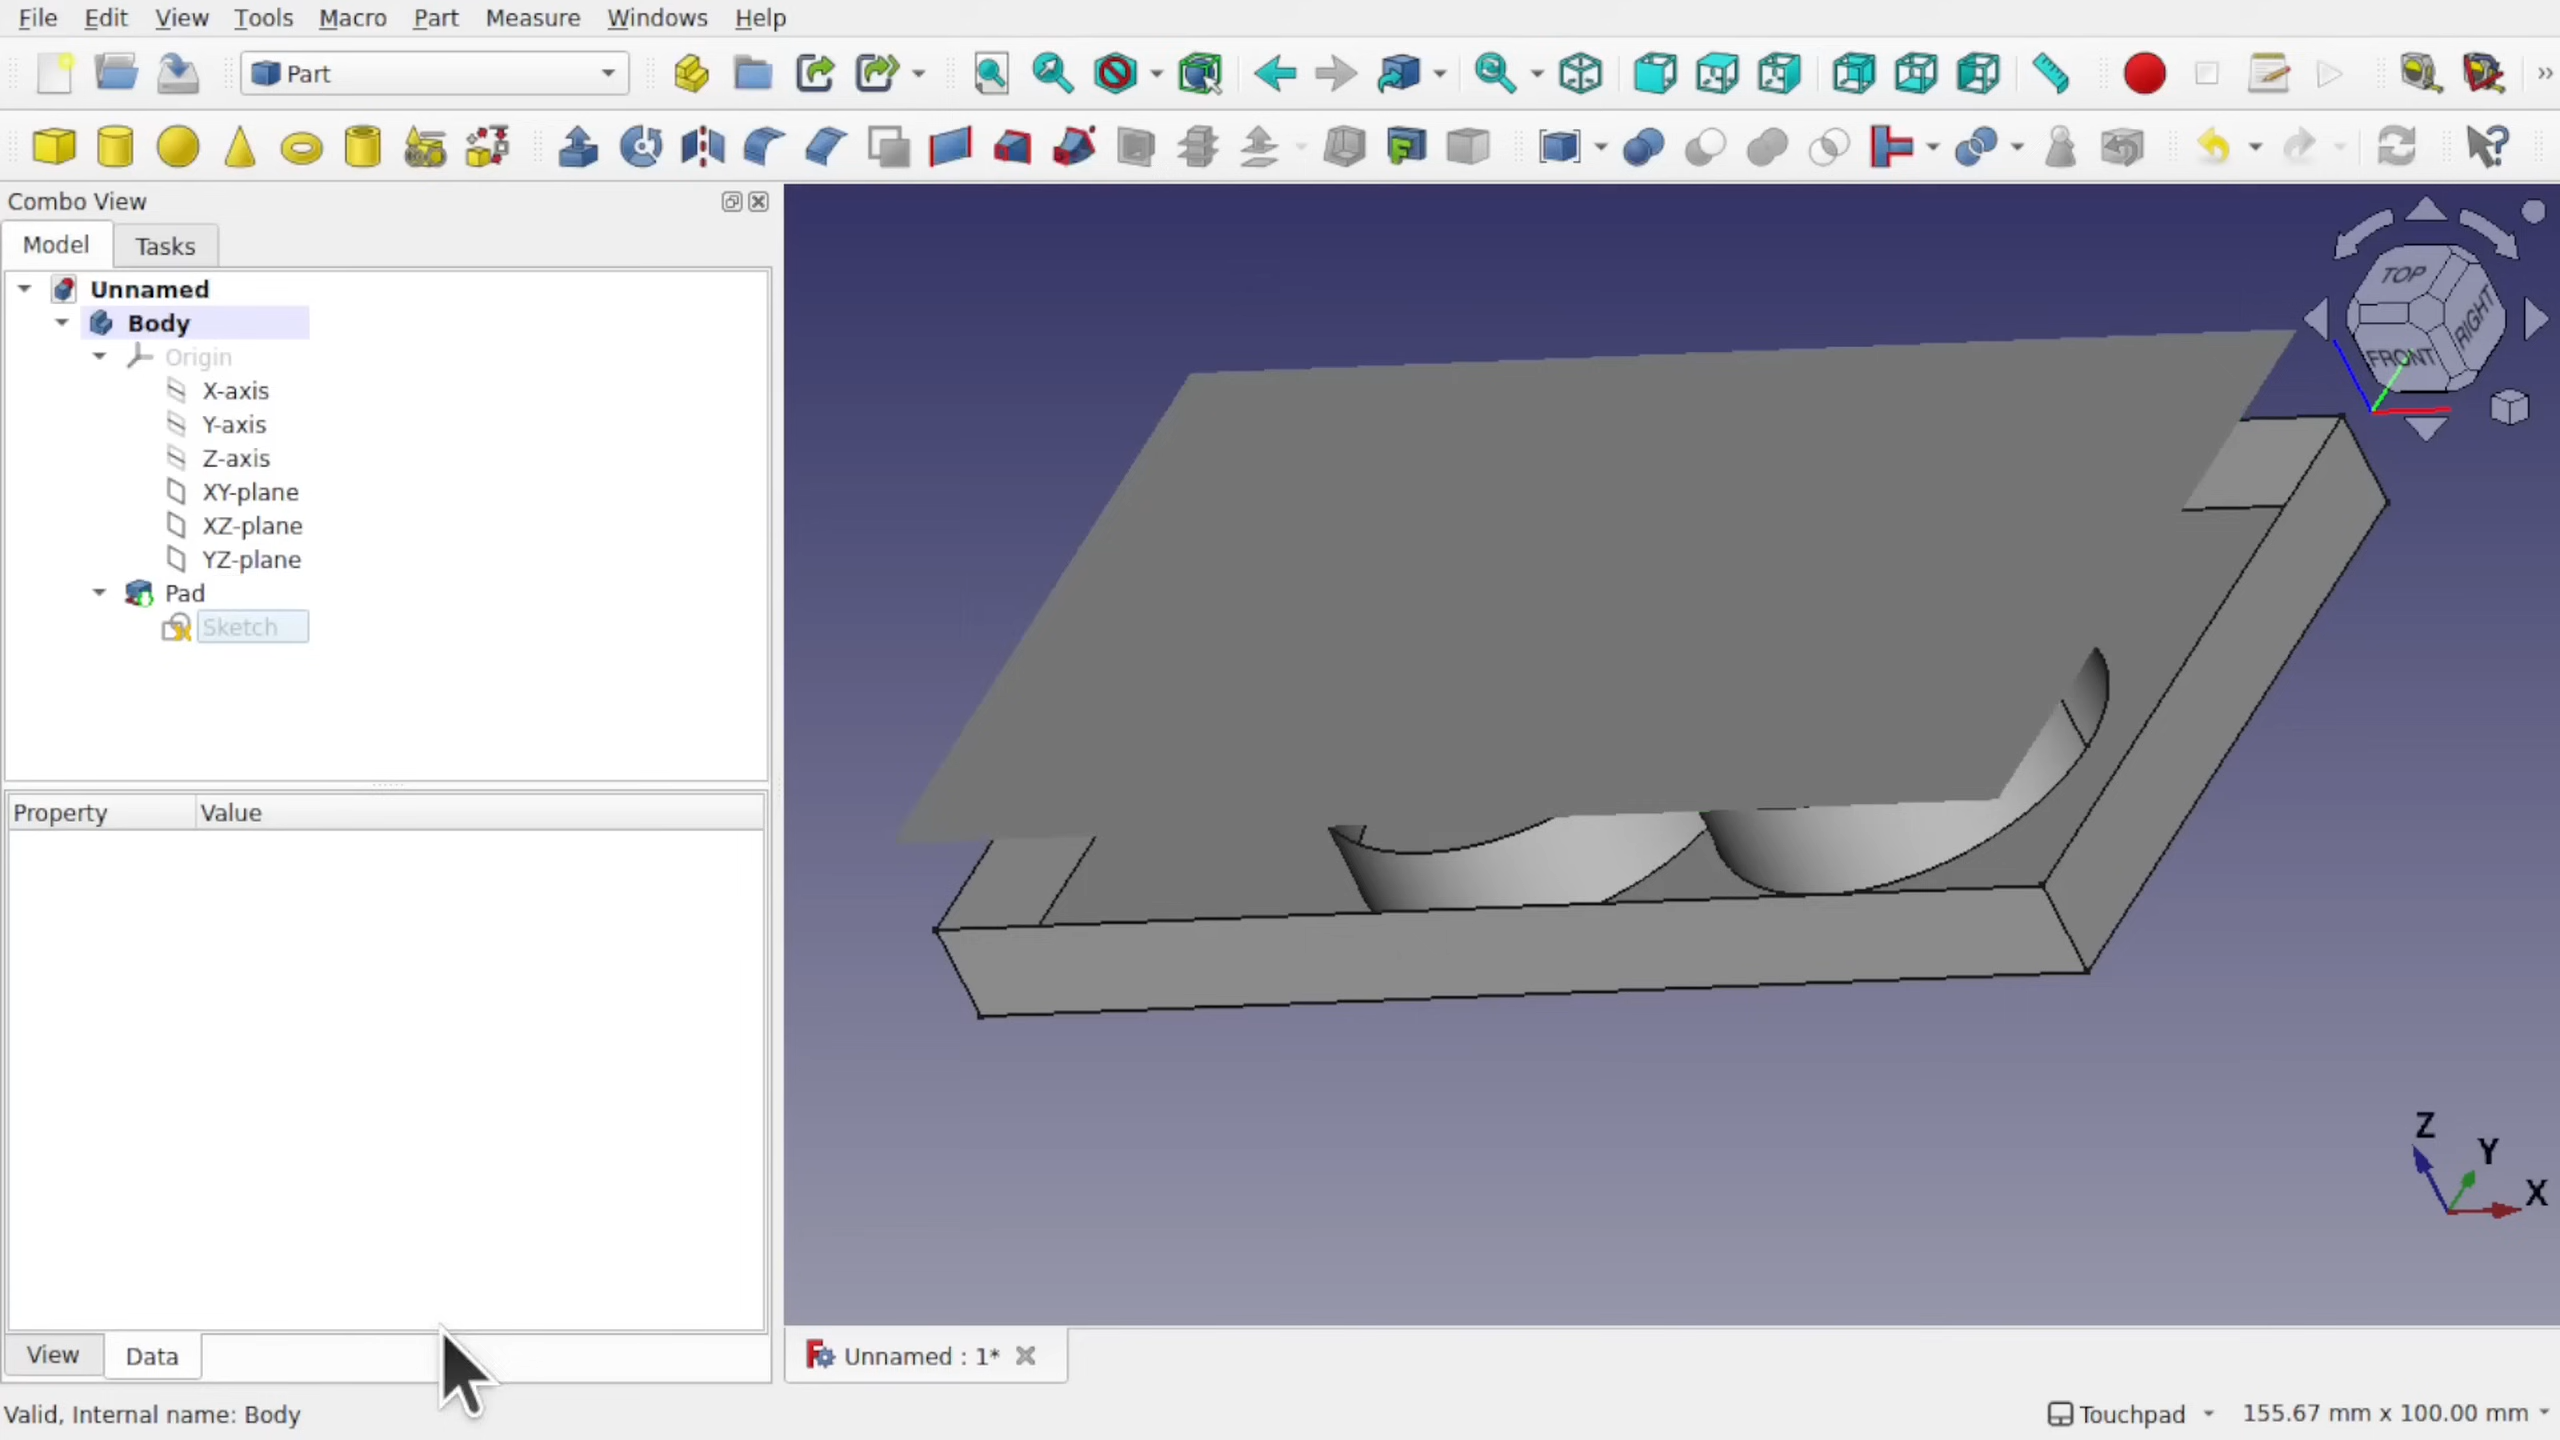 File Edit View Tools Macro Part Measure Windows Help
Part
Combo View
Model Tasks
Unnamed
Body
Origin
X-axis
Y-axis
Z-axis
XY-plane
XZ-plane
YZ-plane
Pad
Sketch
Property Value
View Data
TOP
FRONT
RIGHT
Z
Y
X
Unnamed : 1*
Valid, Internal name: Body
Touchpad 155.67 mm x 100.00 mm